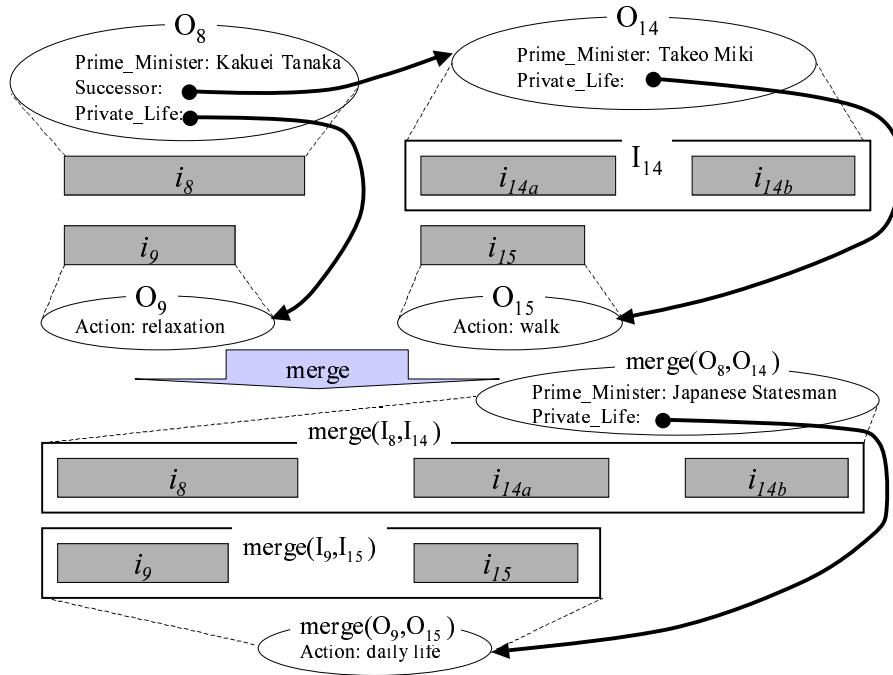 O8
Prime_Minister: Kakuei Tanaka
Successor:
Private_Life:
O14
Prime_Minister: Takeo Miki
Private_Life:
i8
I14
i14a
i14b
i9
i15
O9
Action: relaxation
O15
Action: walk
merge
merge(O8,O14)
Prime_Minister: Japanese Statesman
Private_Life:
merge(I8,I14)
i8
i14a
i14b
merge(I9,I15)
i9
i15
merge(O9,O15)
Action: daily life